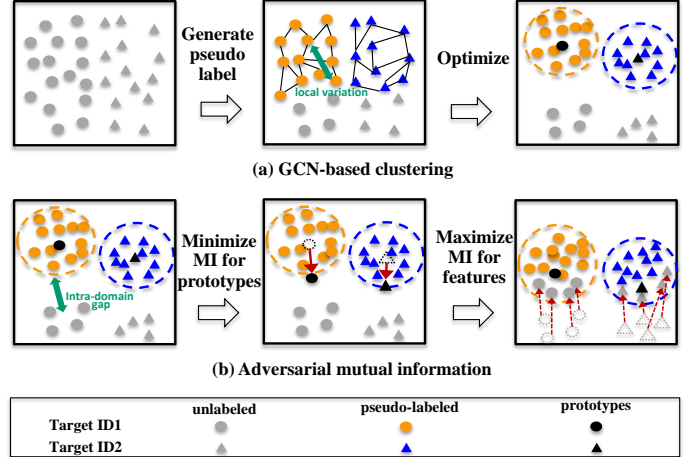 Generate
pseudo
label
local variation
Optimize
(a) GCN-based clustering
Intra-domain
gap
Minimize
MI for
prototypes
Maximize
MI for
features
(b) Adversarial mutual information
unlabeled pseudo-labeled prototypes
Target ID1
Target ID2